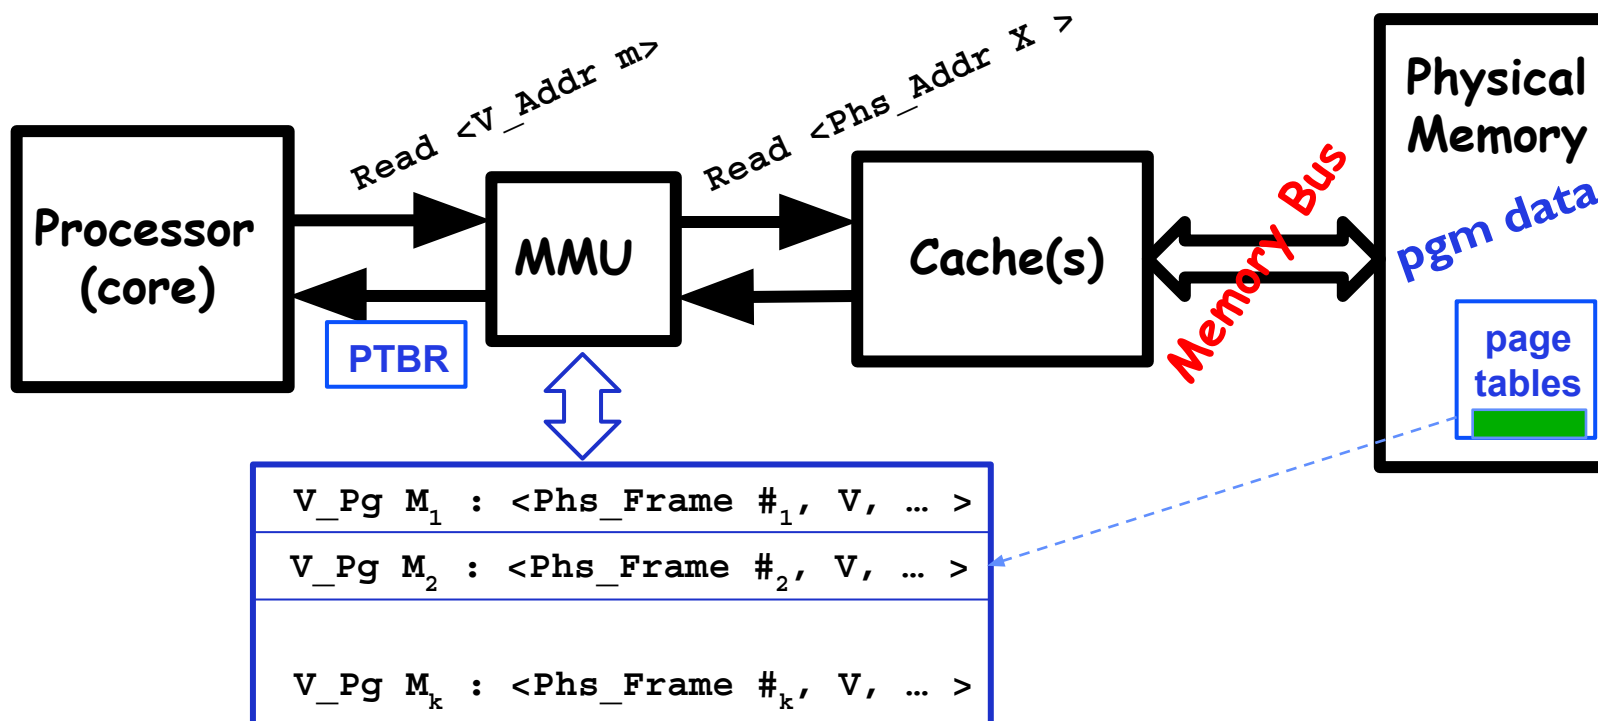 Read <V_Addr m>
Read <Phs_Addr X >
Processor
(core)
MMU
Cache(s)
Memory Bus
Physical
Memory
pgm data
PTBR
page
tables
V_Pg M1 : <Phs_Frame #1, V, … >
V_Pg M2 : <Phs_Frame #2, V, … >
V_Pg Mk : <Phs_Frame #k, V, … >